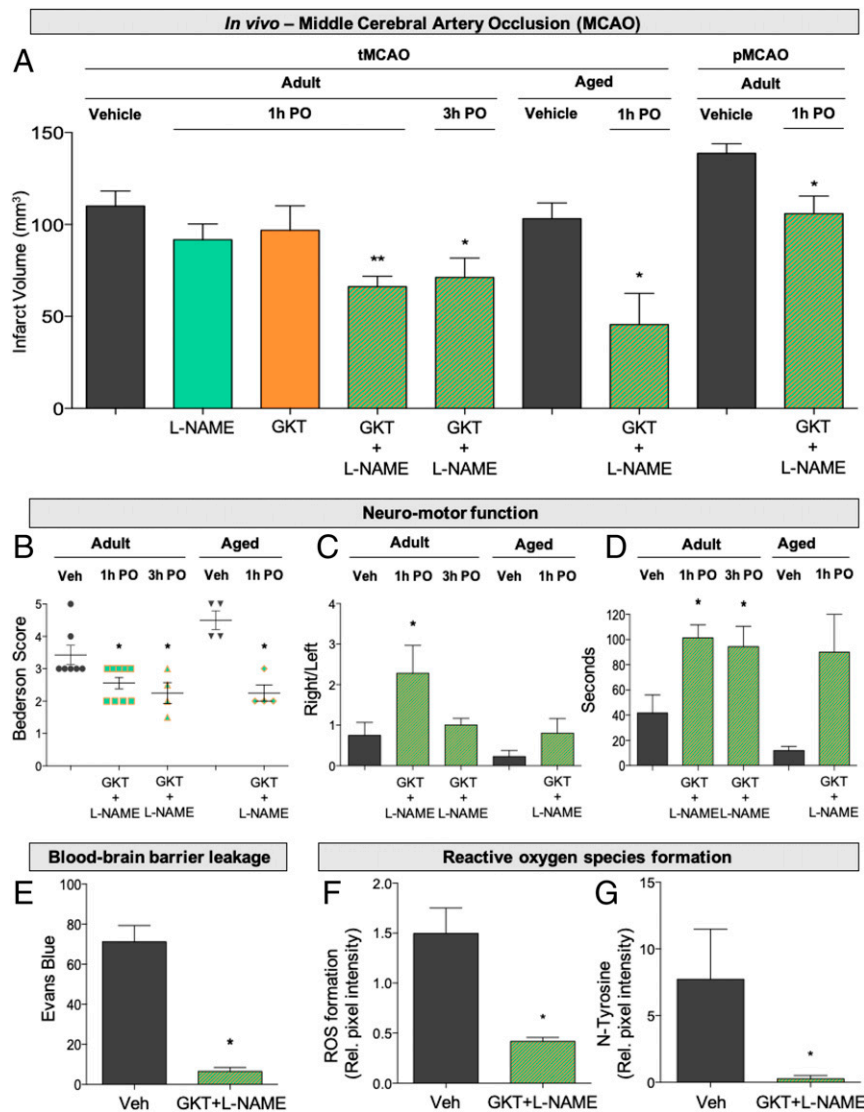 In vivo – Middle Cerebral Artery Occlusion (MCAO)
A
tMCAO
pMCAO
Adult
Aged
Adult
Vehicle
1h PO
3h PO
Vehicle
1h PO
Vehicle
1h PO
Infarct Volume (mm³)
150
100
50
0
**
*
*
*
L-NAME
GKT
GKT
+
L-NAME
GKT
+
L-NAME
GKT
+
L-NAME
GKT
+
L-NAME
Neuro-motor function
B
Adult
Aged
Veh
1h PO
3h PO
Veh
1h PO
Bederson Score
5
4
3
2
1
0
*
*
*
GKT
+
L-NAME
GKT
+
L-NAME
GKT
+
L-NAME
C
Adult
Aged
Veh
1h PO
3h PO
Veh
1h PO
Right/Left
4
3
2
1
0
*
GKT
+
L-NAME
GKT
+
L-NAME
GKT
+
L-NAME
D
Adult
Aged
Veh
1h PO
3h PO
Veh
1h PO
Seconds
120
100
80
60
40
20
0
*
*
GKT
+
L-NAME
GKT
+
L-NAME
GKT
+
L-NAME
Blood-brain barrier leakage
E
Evans Blue
100
80
60
40
20
0
*
Veh
GKT+L-NAME
Reactive oxygen species formation
F
ROS formation
(Rel. pixel intensity)
2.0
1.5
1.0
0.5
0.0
*
Veh
GKT+L-NAME
G
N-Tyrosine
(Rel. pixel intensity)
15
10
5
0
*
Veh
GKT+L-NAME